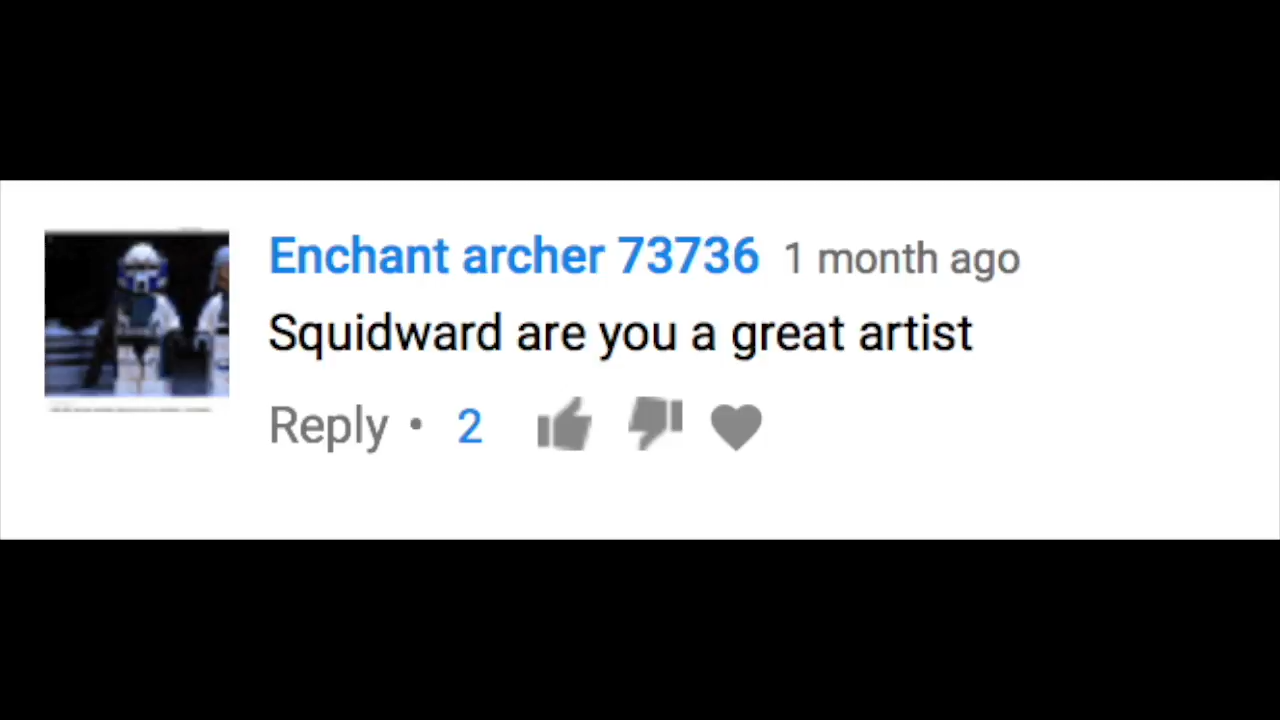 Enchant archer 73736 1 month ago
Squidward are you a great artist
Reply • 2